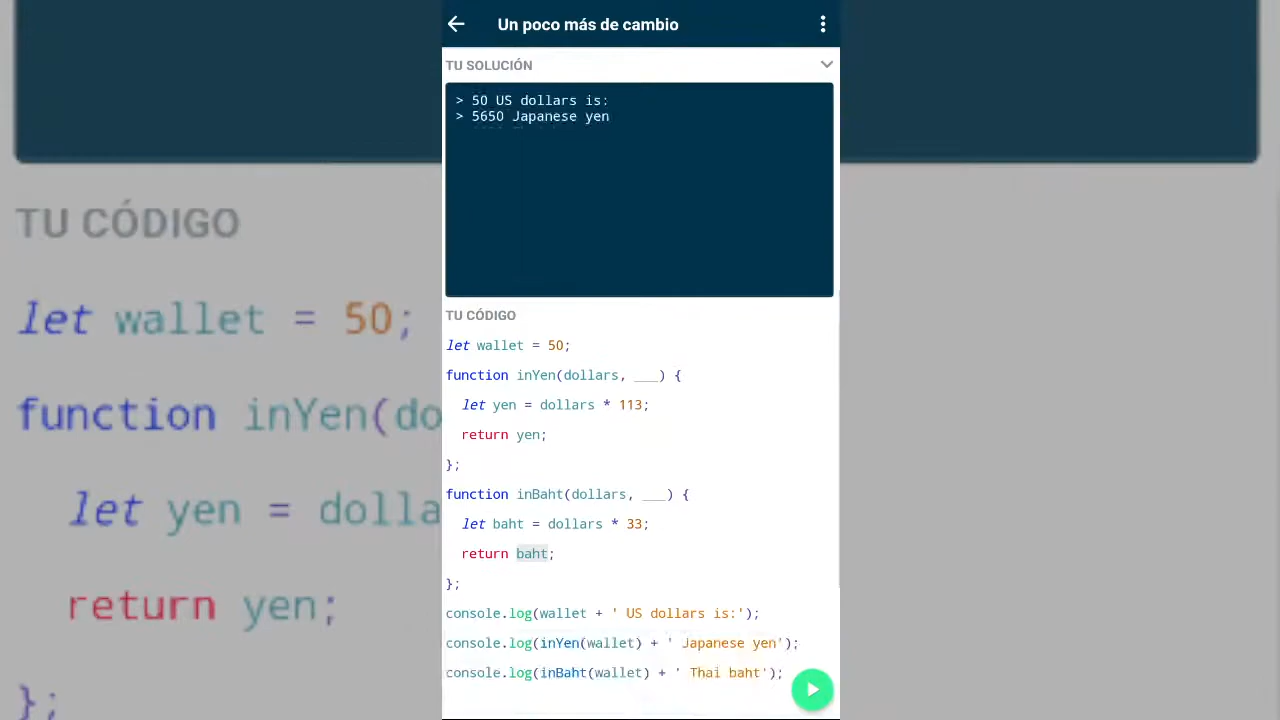 Un poco más de cambio
TU SOLUCIÓN
> 50 US dollars is:
> 5650 Japanese yen
TU CÓDIGO
let wallet = 50;
function inYen(dollars, ___) {
let yen = dollars * 113;
return yen;
};
function inBaht(dollars, ___) {
let baht = dollars * 33;
return baht;
};
console.log(wallet + ' US dollars is:');
console.log(inYen(wallet) + ' Japanese yen');
console.log(inBaht(wallet) + ' Thai baht');
TU CÓDIGO
let wallet = 50;
function inYen(do
let yen = dolla
return yen;
};